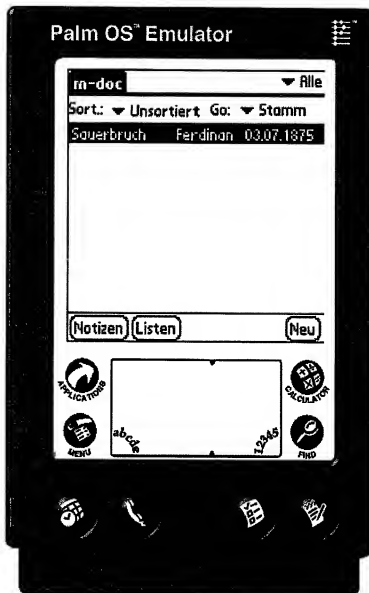 Palm OS™ Emulator
m-doc ▼ Alle
Sort.: ▼ Unsortiert Go: ▼ Stamm
Sauerbruch Ferdinan 03.07.1875
Notizen Listen Neu
APPLICATIONS CALCULATOR
abcde 12345
MENU FIND